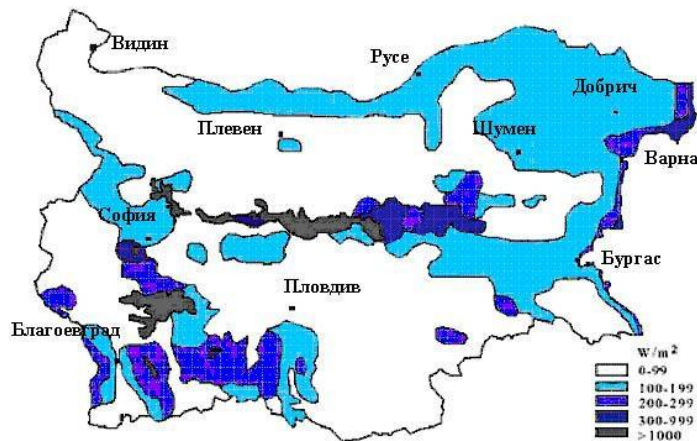 Видин
Русе
Добрич
Плевен
Шумен
Варна
София
Бургас
Пловдив
Благоевград
W/m²
0-99
100-199
200-299
300-999
>1000